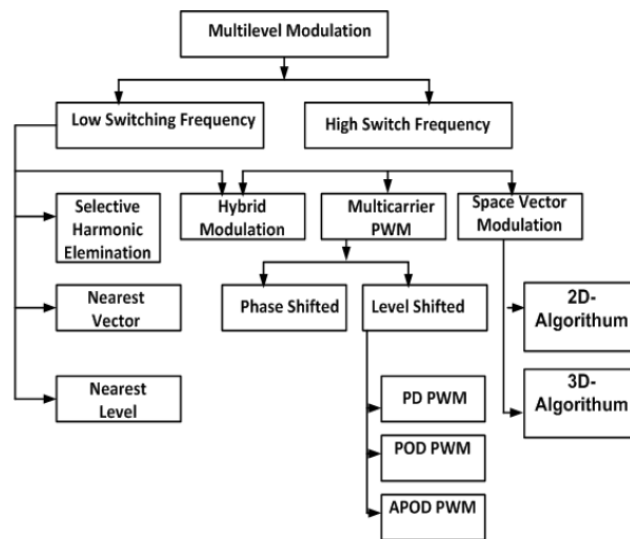 Multilevel Modulation
Low Switching Frequency
High Switch Frequency
Selective
Harmonic
Elemination
Hybrid
Modulation
Multicarrier
PWM
Space Vector
Modulation
Nearest
Vector
Phase Shifted
Level Shifted
2D-
Algorithum
Nearest
Level
PD PWM
3D-
Algorithum
POD PWM
APOD PWM